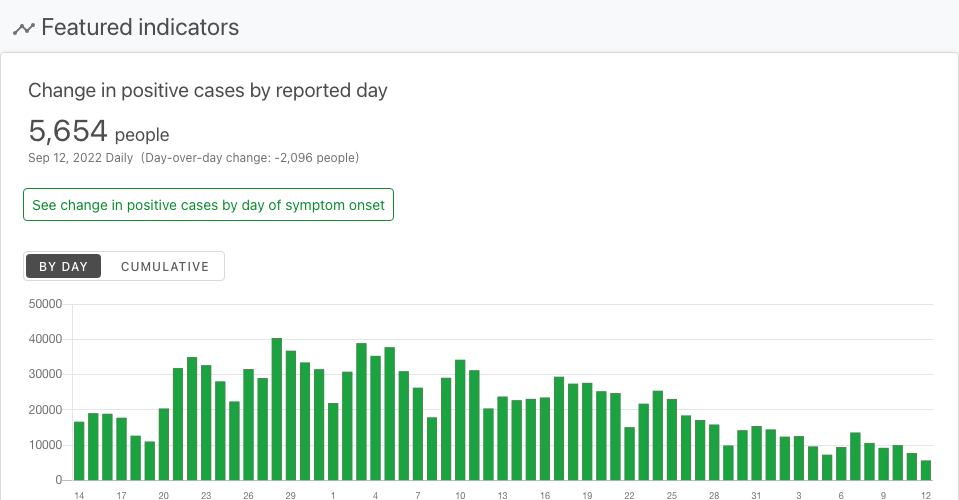 Featured indicators
Change in positive cases by reported day
5,654 people
Sep 12, 2022 Daily (Day-over-day change: -2,096 people)
See change in positive cases by day of symptom onset
BY DAY CUMULATIVE
50000
40000
30000
20000
10000
0
14 17 20 23 26 29 1 4 7 10 13 16 19 22 25 28 31 3 6 9 12